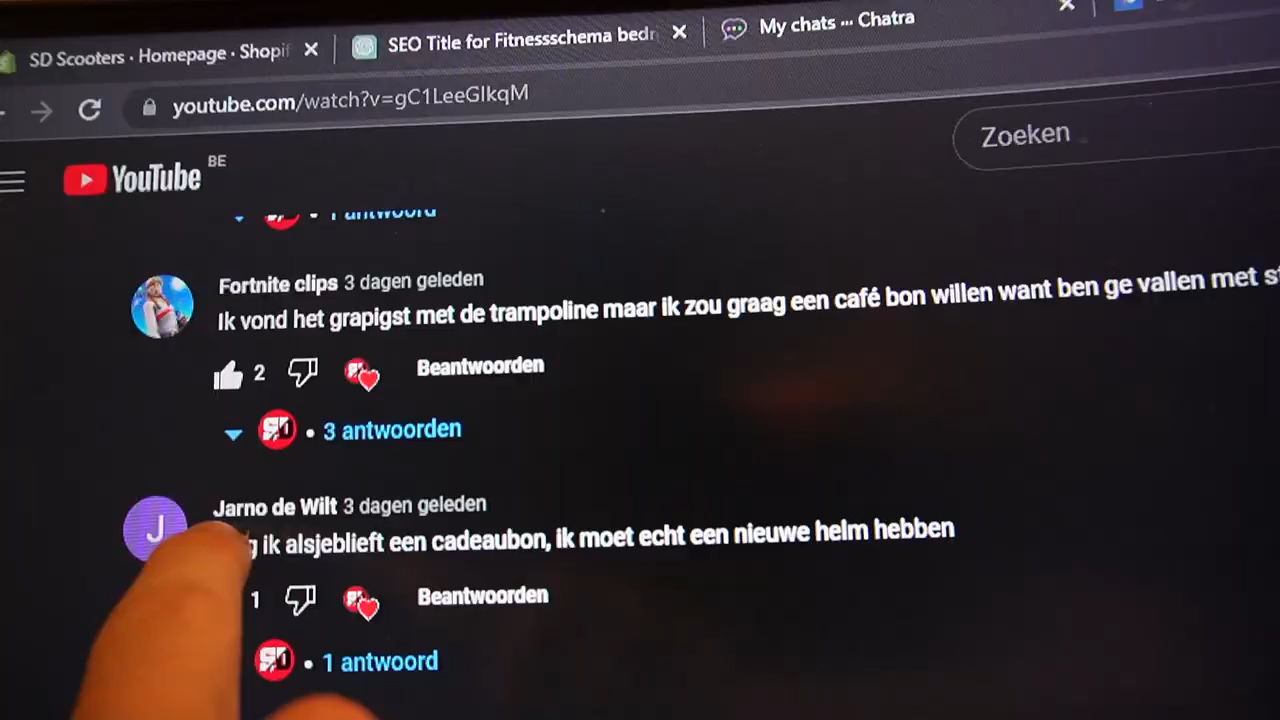 SD Scooters · Homepage · Shopif
SEO Title for Fitnessschema bedr
My chats ··· Chatra
youtube.com/watch?v=gC1LeeGlkqM
YouTube BE
Zoeken
1 antwoord
Fortnite clips 3 dagen geleden
Ik vond het grapigst met de trampoline maar ik zou graag een café bon willen want ben ge vallen met
2
Beantwoorden
3 antwoorden
J
Jarno de Wilt 3 dagen geleden
ik alsjeblieft een cadeaubon, ik moet echt een nieuwe helm hebben
1
Beantwoorden
1 antwoord